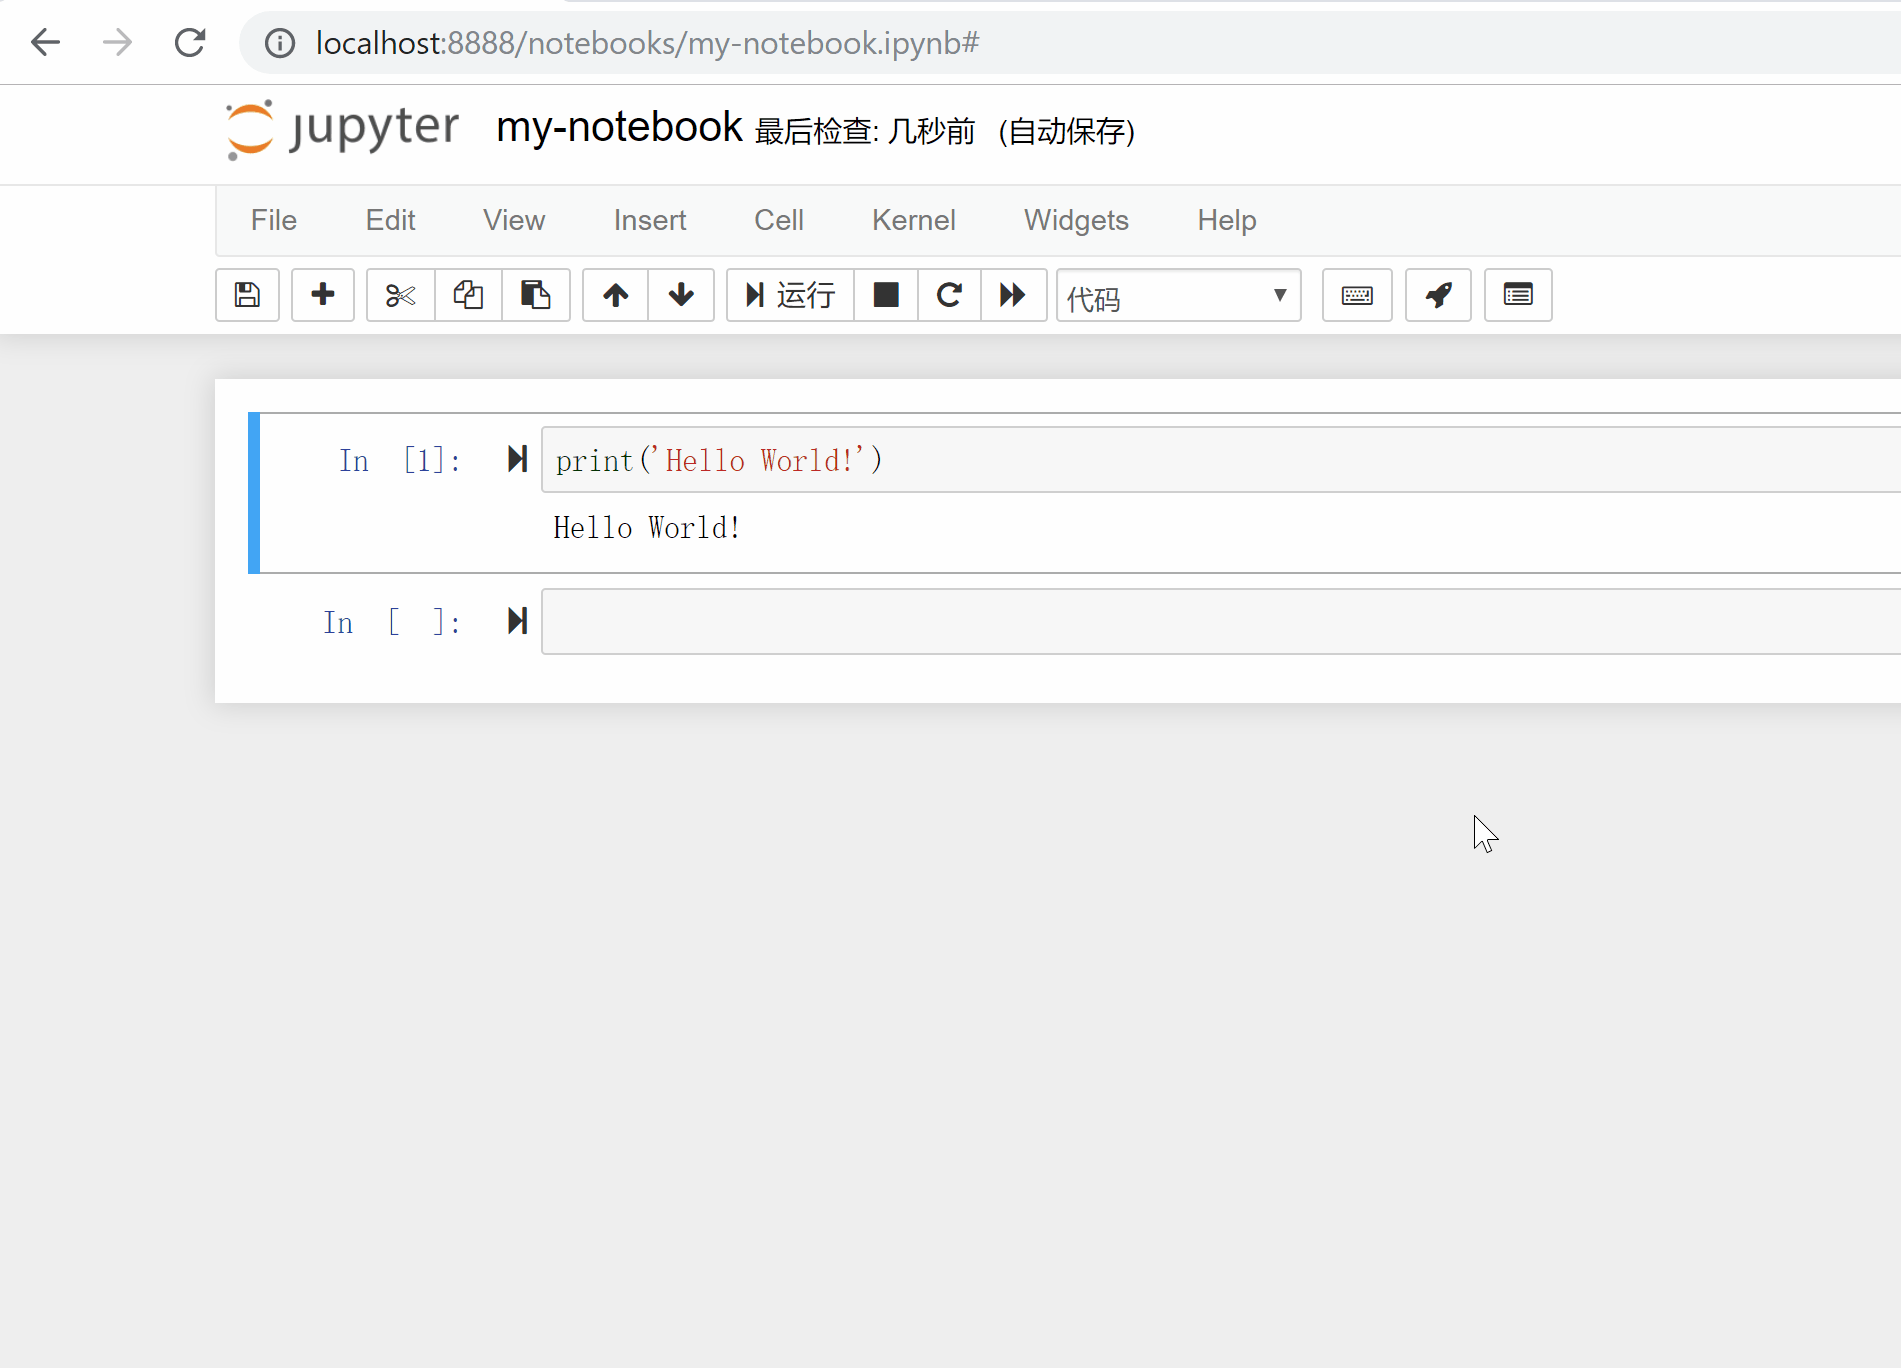 localhost:8888/notebooks/my-notebook.ipynb#
jupyter my-notebook 最后检查: 几秒前 (自动保存)
File Edit View Insert Cell Kernel Widgets Help
运行 代码
In [1]: print('Hello World!')
Hello World!
In [ ]: